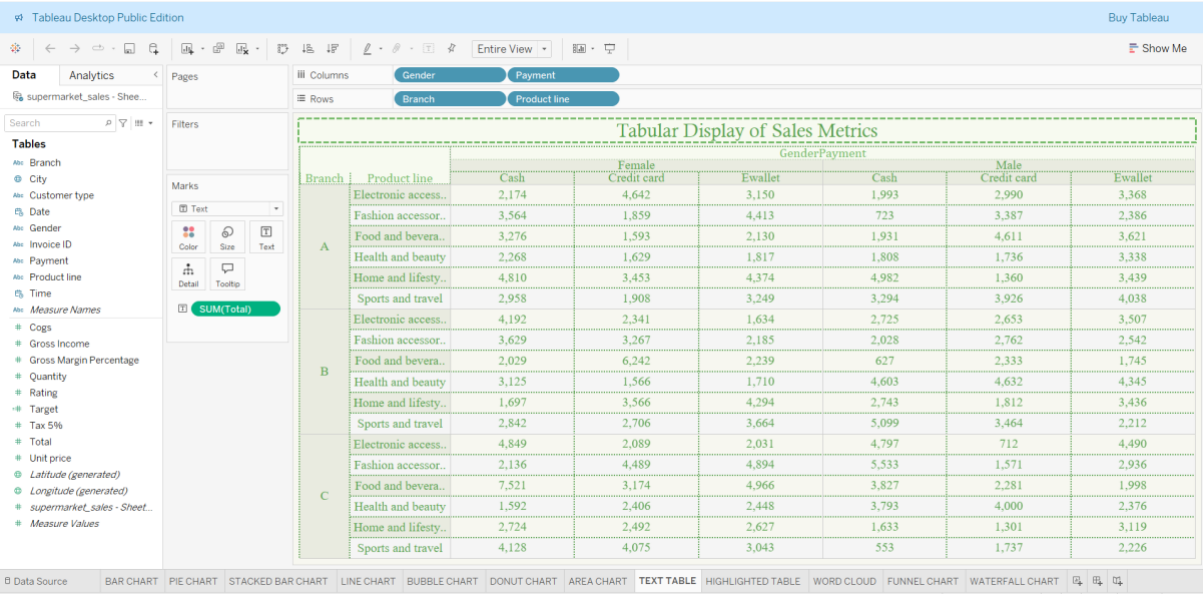 Tableau Desktop Public Edition
Buy Tableau
Entire View
Show Me
Data Analytics
supermarket_sales - Shee...
Search
Tables
Abc Branch
City
Abc Customer type
Date
Abc Gender
Abc Invoice ID
Abc Payment
Abc Product line
Time
Abc Measure Names
# Cogs
# Gross Income
# Gross Margin Percentage
# Quantity
# Rating
=# Target
# Tax 5%
# Total
# Unit price
Latitude (generated)
Longitude (generated)
# supermarket_sales - Sheet...
# Measure Values
Pages
Filters
Marks
Text
Color Size Text
Detail Tooltip
SUM(Total)
Columns Gender Payment
Rows Branch Product line
Tabular Display of Sales Metrics
GenderPayment
Female Male
Branch Product line Cash Credit card Ewallet Cash Credit card Ewallet
A
Electronic access.. 2,174 4,642 3,150 1,993 2,990 3,368
Fashion accessor.. 3,564 1,859 4,413 723 3,387 2,386
Food and bevera.. 3,276 1,593 2,130 1,931 4,611 3,621
Health and beauty 2,268 1,629 1,817 1,808 1,736 3,338
Home and lifesty.. 4,810 3,453 4,374 4,982 1,360 3,439
Sports and travel 2,958 1,908 3,249 3,294 3,926 4,038
B
Electronic access.. 4,192 2,341 1,634 2,725 2,653 3,507
Fashion accessor.. 3,629 3,267 2,185 2,028 2,762 2,542
Food and bevera.. 2,029 6,242 2,239 627 2,333 1,745
Health and beauty 3,125 1,566 1,710 4,603 4,632 4,345
Home and lifesty.. 1,697 3,566 4,294 2,743 1,812 3,436
Sports and travel 2,842 2,706 3,664 5,099 3,464 2,212
C
Electronic access.. 4,849 2,089 2,031 4,797 712 4,490
Fashion accessor.. 2,136 4,489 4,894 5,533 1,571 2,936
Food and bevera.. 7,521 3,174 4,966 3,827 2,281 1,998
Health and beauty 1,592 2,406 2,448 3,793 4,000 2,376
Home and lifesty.. 2,724 2,492 2,627 1,633 1,301 3,119
Sports and travel 4,128 4,075 3,043 553 1,737 2,226
Data Source BAR CHART PIE CHART STACKED BAR CHART LINE CHART BUBBLE CHART DONUT CHART AREA CHART TEXT TABLE HIGHLIGHTED TABLE WORD CLOUD FUNNEL CHART WATERFALL CHART